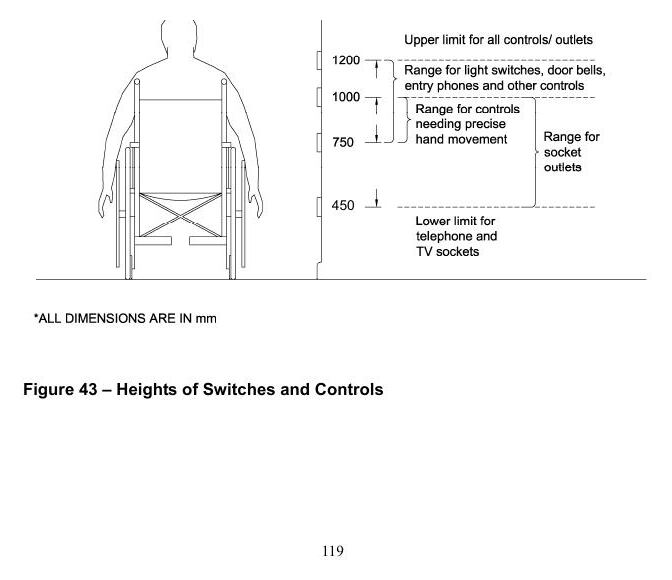 Upper limit for all controls/ outlets
1200
Range for light switches, door bells,
entry phones and other controls
1000
Range for controls
needing precise
hand movement
750
Range for
socket
outlets
450
Lower limit for
telephone and
TV sockets
*ALL DIMENSIONS ARE IN mm
Figure 43 – Heights of Switches and Controls
119